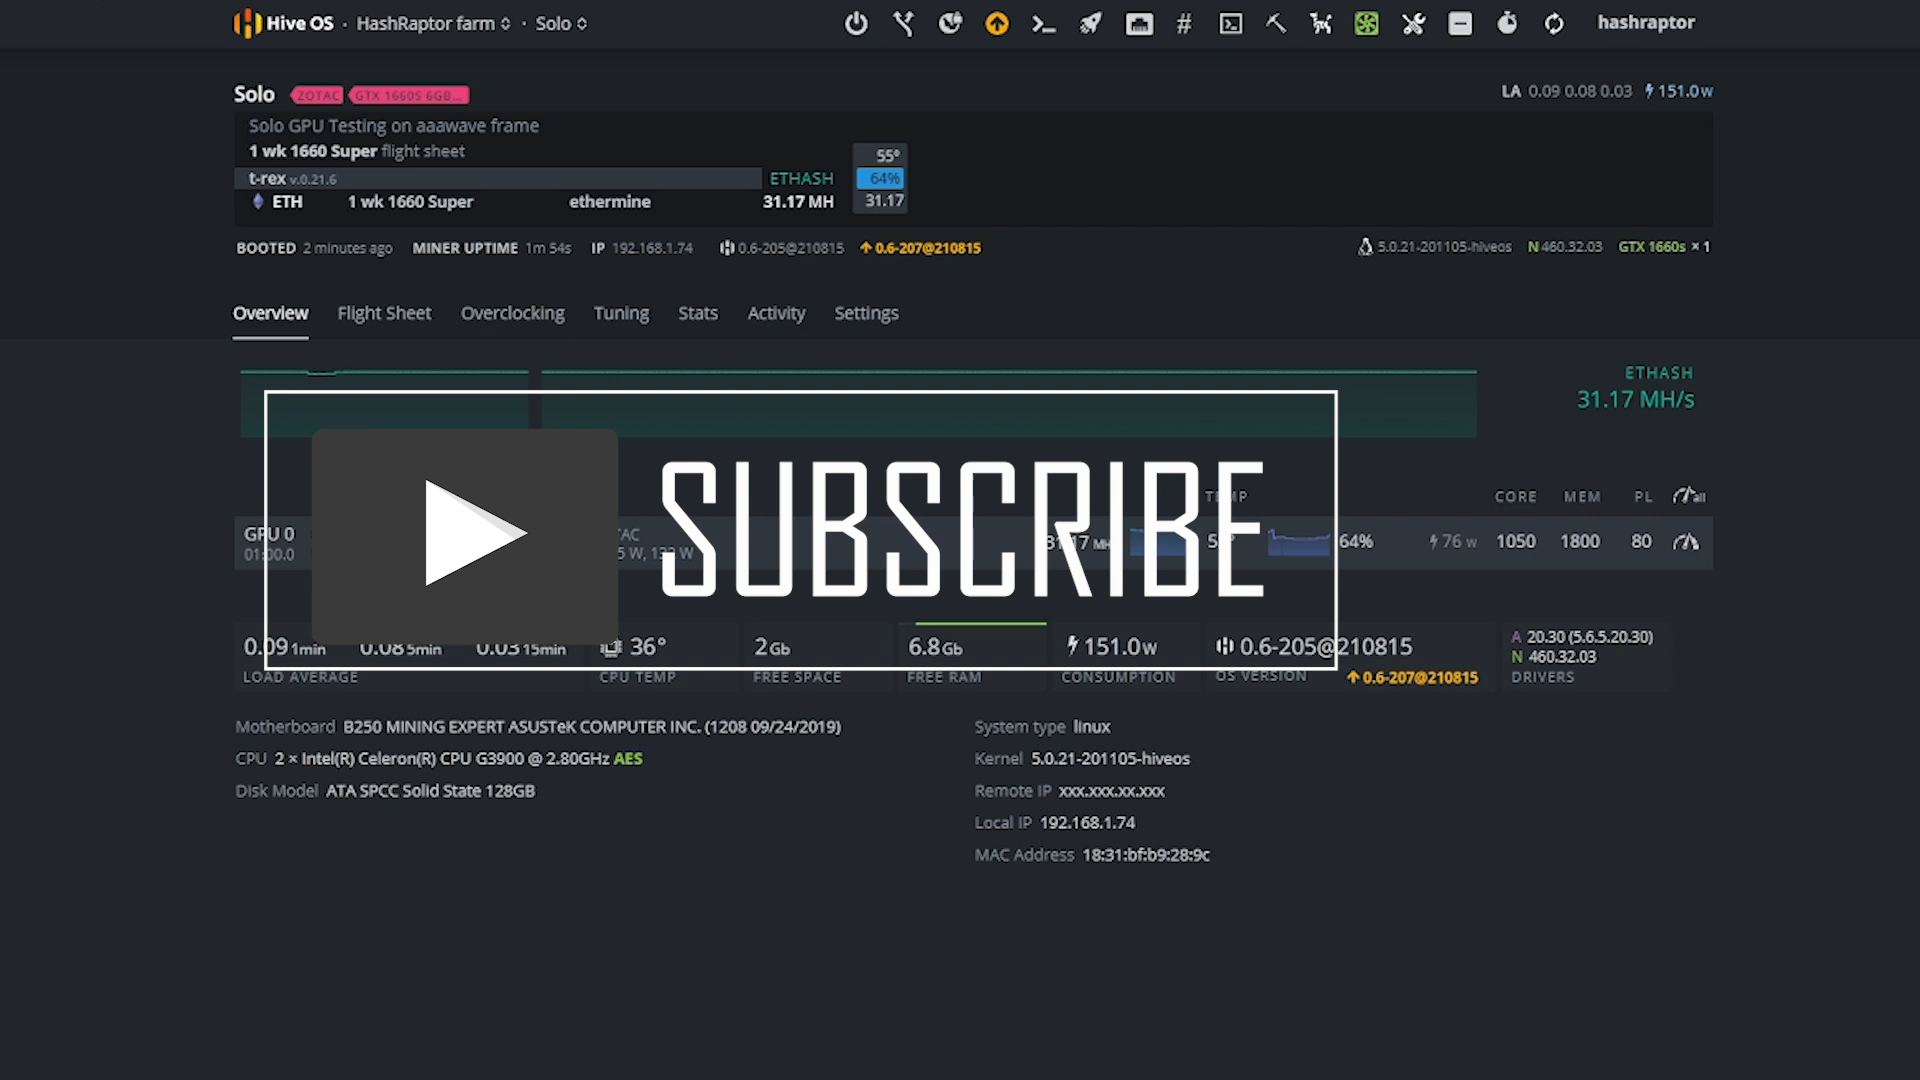 Hive OS · HashRaptor farm · Solo
#
hashraptor
Solo ZOTAC GTX 1660S 6GB...
LA 0.09 0.08 0.03 151.0 w
Solo GPU Testing on aaawave frame
1 wk 1660 Super flight sheet
55°
t-rex v.0.21.6 ETHASH 64%
ETH 1 wk 1660 Super ethermine 31.17 MH 31.17
BOOTED 2 minutes ago MINER UPTIME 1m 54s IP 192.168.1.74 0.6-205@210815 0.6-207@210815
5.0.21-201105-hiveos N 460.32.03 GTX 1660s × 1
Overview Flight Sheet Overclocking Tuning Stats Activity Settings
ETHASH
31.17 MH/s
SUBSCRIBE
CORE MEM PL all
GPU 0
01:00.0
64% 76 w 1050 1800 80
0.09 1min 0.08 5min 0.03 15min
LOAD AVERAGE
36°
CPU TEMP
2 Gb
FREE SPACE
6.8 Gb
FREE RAM
151.0 w
CONSUMPTION
0.6-205@210815
OS VERSION 0.6-207@210815
A 20.30 (5.6.5.20.30)
N 460.32.03
DRIVERS
Motherboard B250 MINING EXPERT ASUSTeK COMPUTER INC. (1208 09/24/2019)
CPU 2 × Intel(R) Celeron(R) CPU G3900 @ 2.80GHz AES
Disk Model ATA SPCC Solid State 128GB
System type linux
Kernel 5.0.21-201105-hiveos
Remote IP xxx.xxx.xx.xxx
Local IP 192.168.1.74
MAC Address 18:31:bf:b9:28:9c